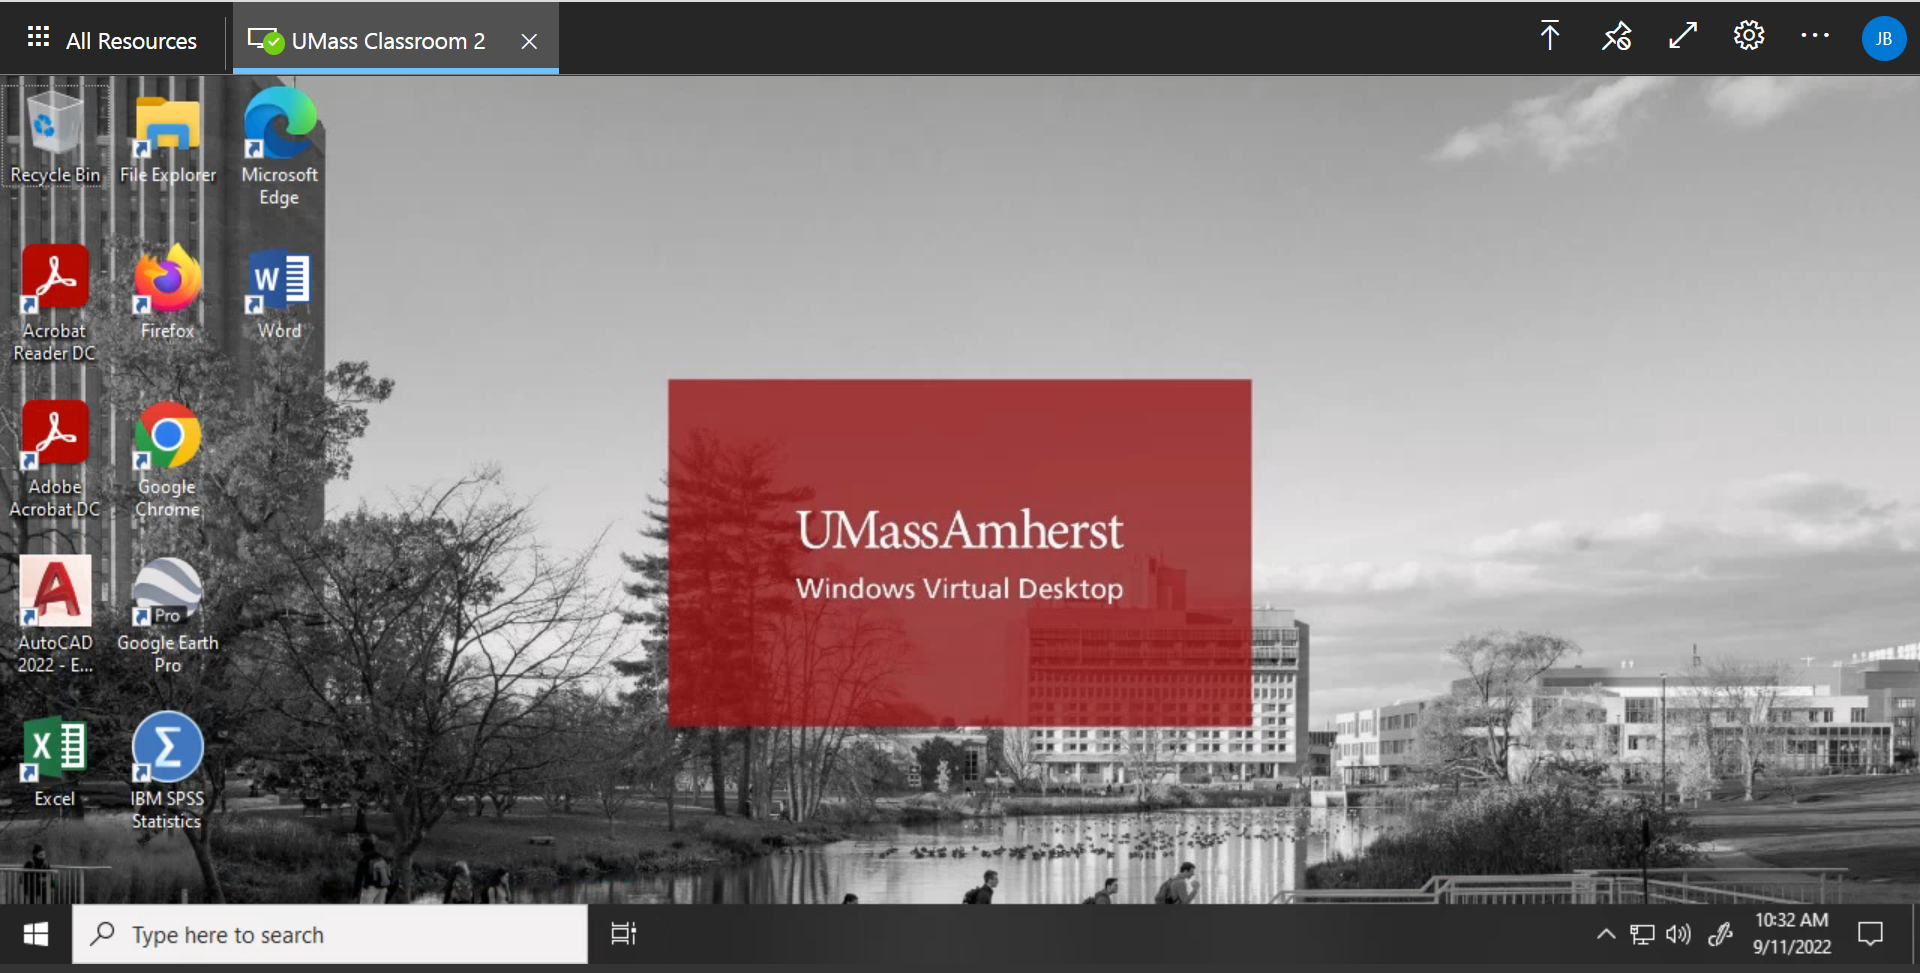 All Resources
UMass Classroom 2
JB
Recycle Bin
File Explorer
Microsoft
Edge
Acrobat
Reader DC
Firefox
W
Word
Adobe
Acrobat DC
Google
Chrome
A
AutoCAD
2022 - E...
Pro
Google Earth
Pro
X
Excel
Σ
IBM SPSS
Statistics
UMassAmherst
Windows Virtual Desktop
Type here to search
10:32 AM
9/11/2022